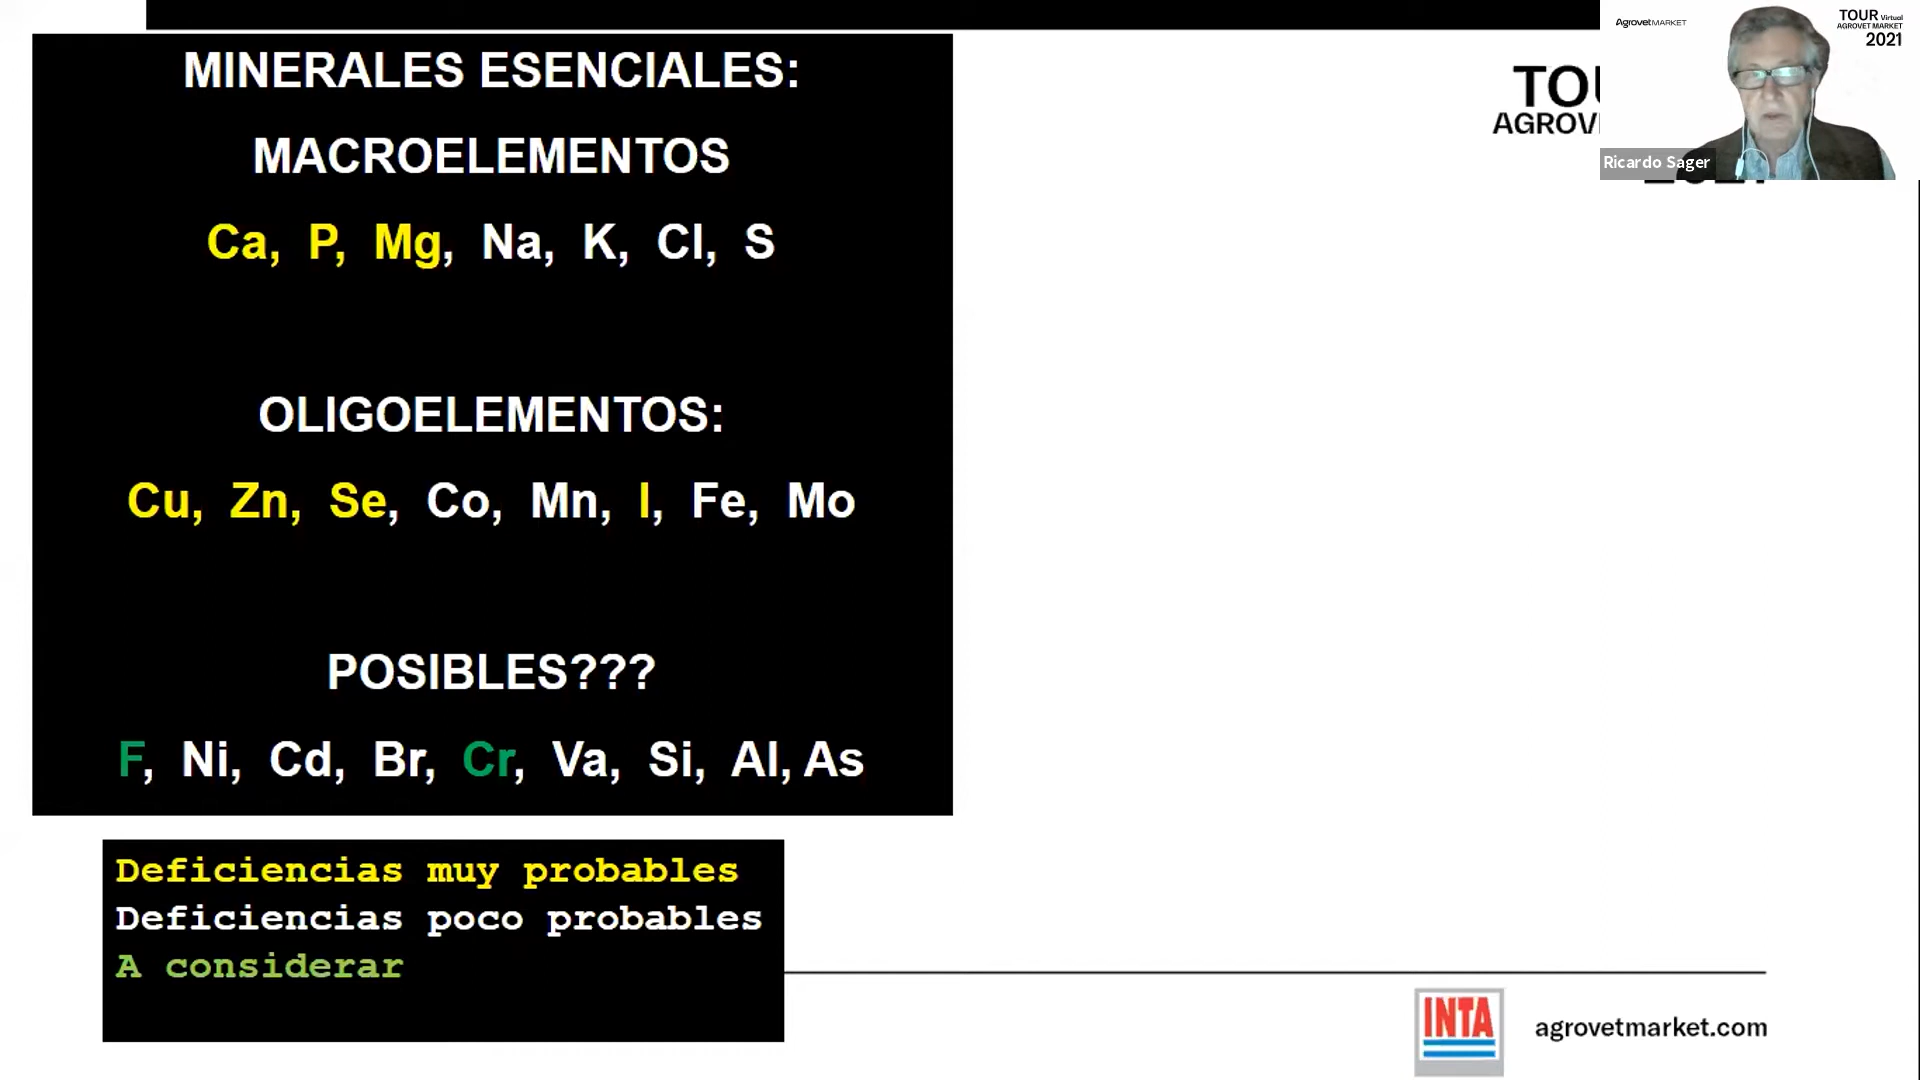 MINERALES ESENCIALES:
MACROELEMENTOS
Ca, P, Mg, Na, K, Cl, S
OLIGOELEMENTOS:
Cu, Zn, Se, Co, Mn, I, Fe, Mo
POSIBLES???
F, Ni, Cd, Br, Cr, Va, Si, Al, As
Deficiencias muy probables
Deficiencias poco probables
A considerar
TOU
AGROV
AgrovetMARKET
TOUR Virtual
AGROVET MARKET
2021
Ricardo Sager
INTA
agrovetmarket.com